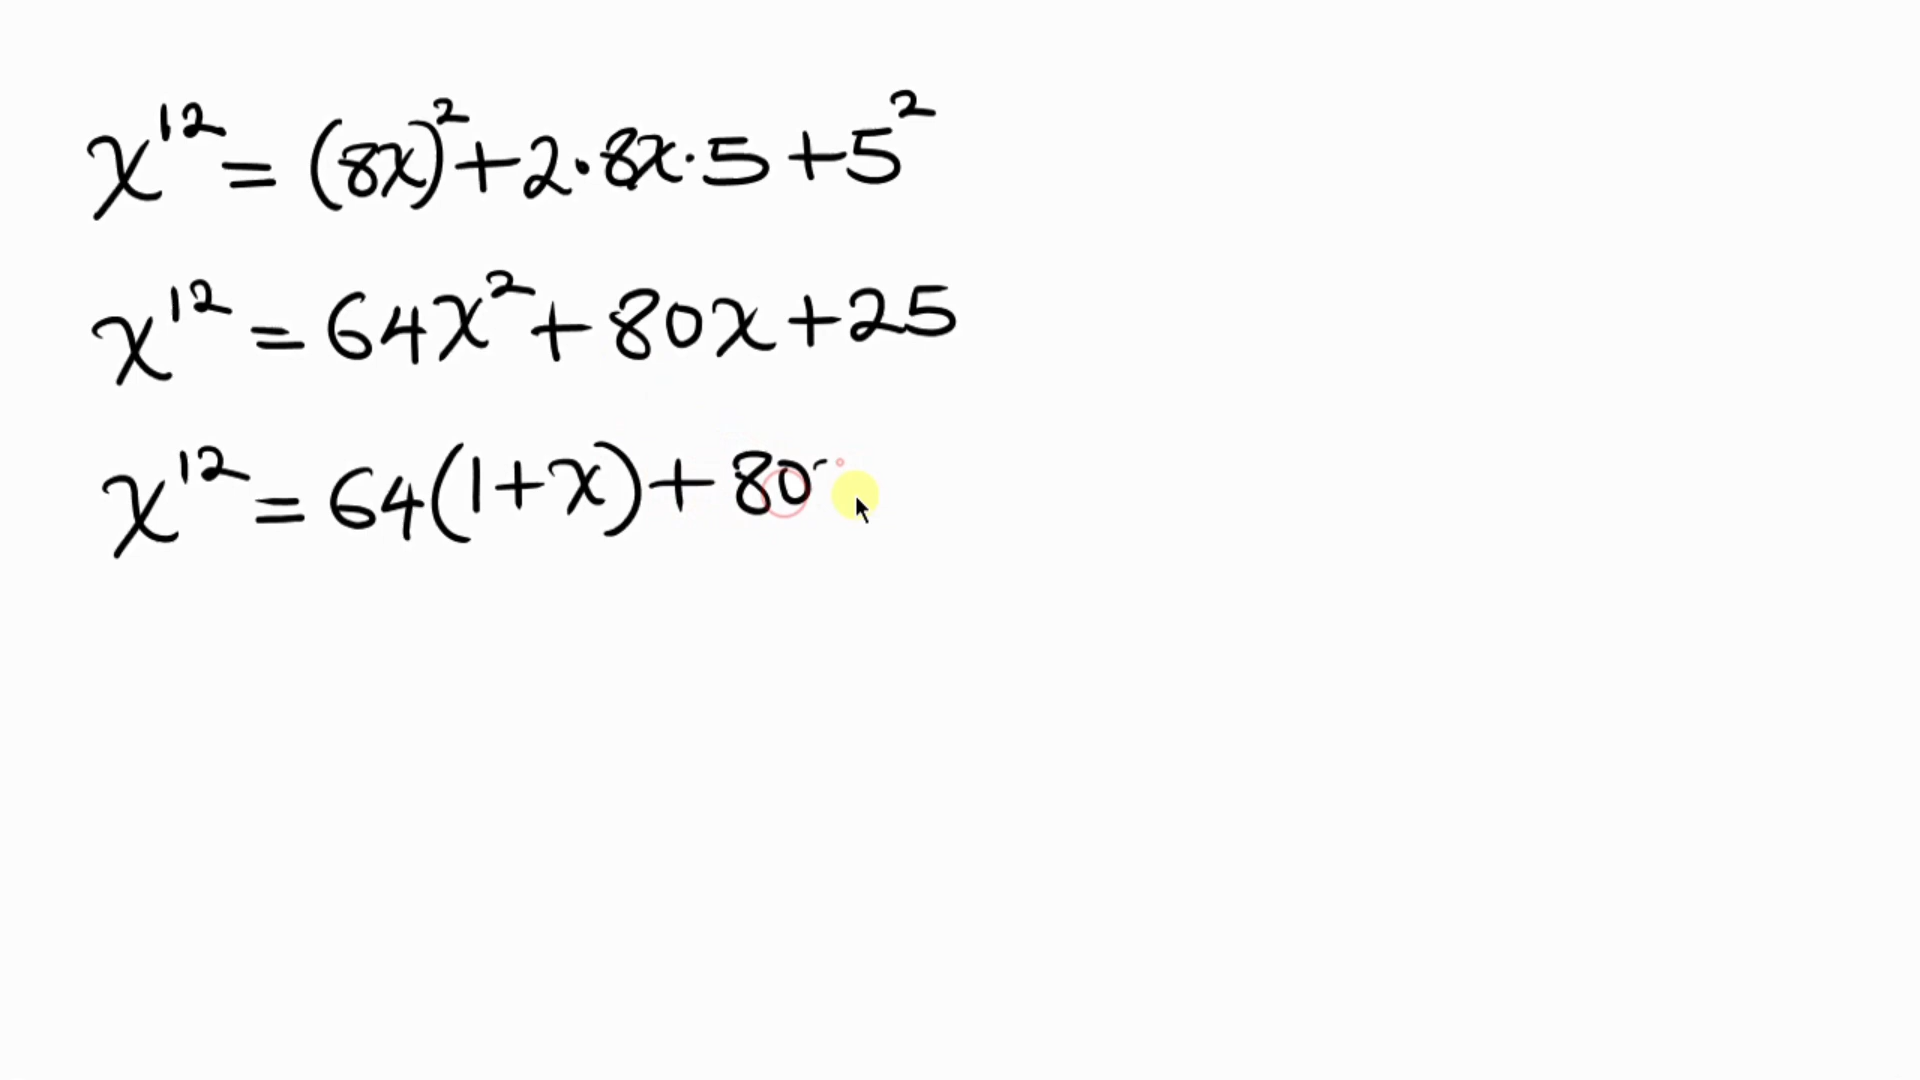 x¹² = (8x)² + 2·8x·5 + 5²
x¹² = 64x² + 80x + 25
x¹² = 64(1+x) + 80